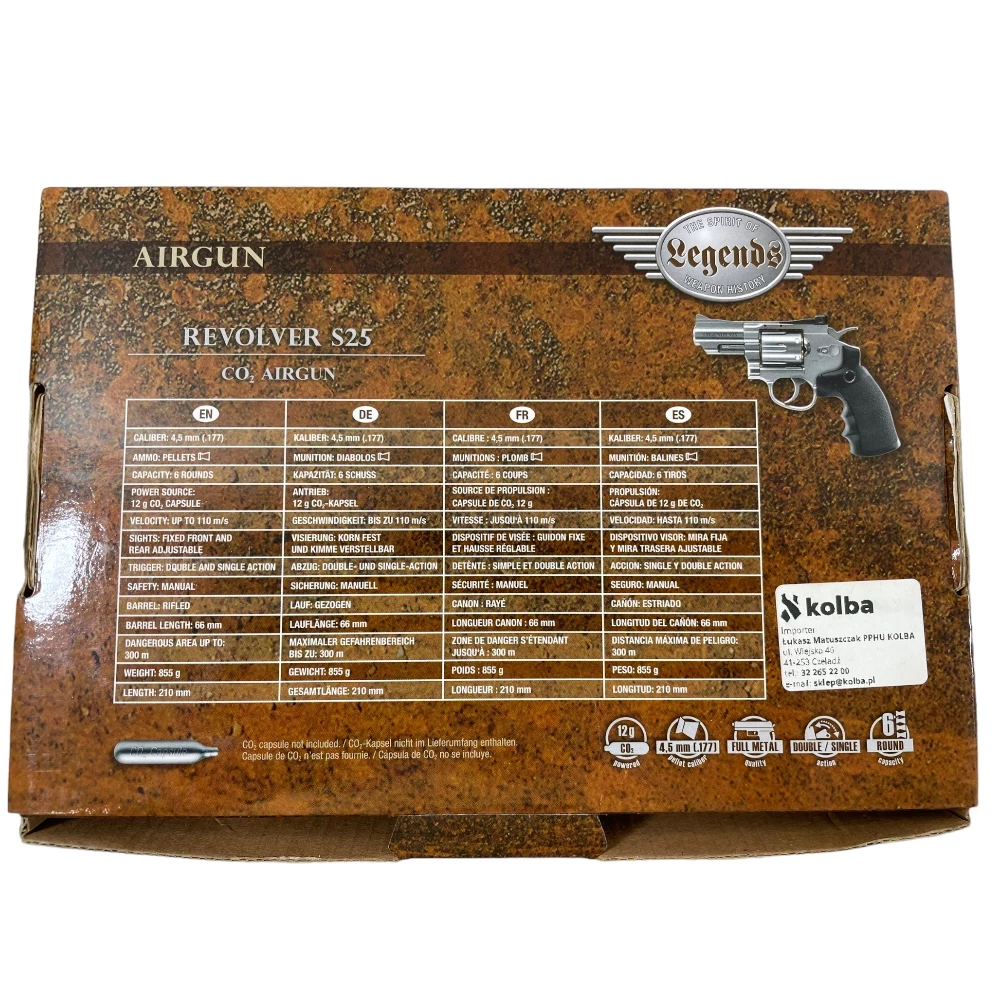 THE SPIRIT OF
Legends
WEAPON HISTORY
AIRGUN
REVOLVER S25
CO₂ AIRGUN
EN DE FR ES
CALIBER: 4,5 mm (.177) KALIBER: 4,5 mm (.177) CALIBRE : 4,5 mm (.177) KALIBER: 4,5 mm (.177)
AMMO: PELLETS MUNITION: DIABOLOS MUNITIONS : PLOMB MUNITIÓN: BALINES
CAPACITY: 6 ROUNDS KAPAZITÄT: 6 SCHUSS CAPACITÉ : 6 COUPS CAPACIDAD: 6 TIROS
POWER SOURCE: ANTRIEB: SOURCE DE PROPULSION : PROPULSIÓN:
12 g CO₂ CAPSULE 12 g CO₂-KAPSEL CAPSULE DE CO₂ 12 g CÁPSULA DE 12 g DE CO₂
VELOCITY: UP TO 110 m/s GESCHWINDIGKEIT: BIS ZU 110 m/s VITESSE : JUSQU'À 110 m/s VELOCIDAD: HASTA 110 m/s
SIGHTS: FIXED FRONT AND VISIERUNG: KORN FEST DISPOSITIF DE VISÉE : GUIDON FIXE DISPOSITIVO VISOR: MIRA FIJA
REAR ADJUSTABLE UND KIMME VERSTELLBAR ET HAUSSE RÉGLABLE Y MIRA TRASERA AJUSTABLE
TRIGGER: DOUBLE AND SINGLE ACTION ABZUG: DOUBLE- UND SINGLE-ACTION DÉTENTE : SIMPLE ET DOUBLE ACTION ACCION: SINGLE Y DOUBLE ACTION
SAFETY: MANUAL SICHERUNG: MANUELL SÉCURITÉ : MANUEL SEGURO: MANUAL
BARREL: RIFLED LAUF: GEZOGEN CANON : RAYÉ CAÑÓN: ESTRIADO
BARREL LENGTH: 66 mm LAUFLÄNGE: 66 mm LONGUEUR CANON : 66 mm LONGITUD DEL CAÑÓN: 66 mm
DANGEROUS AREA UP TO: MAXIMALER GEFAHRENBEREICH ZONE DE DANGER S'ÉTENDANT DISTANCIA MÁXIMA DE PELIGRO:
300 m BIS ZU: 300 m JUSQU'À : 300 m 300 m
WEIGHT: 855 g GEWICHT: 855 g POIDS : 855 g PESO: 855 g
LENGTH: 210 mm GESAMTLÄNGE: 210 mm LONGUEUR : 210 mm LONGITUD: 210 mm
kolba
Importer
Łukasz Matuszczak PPHU KOLBA
ul. Wiejska 46
41-253 Czeladź
tel.: 32 265 22 00
e-mail: sklep@kolba.pl
CO₂ Capsule
CO₂ capsule not included. / CO₂-Kapsel nicht im Lieferumfang enthalten.
Capsule de CO₂ n'est pas fournie. / Cápsula de CO₂ no se incluye.
12 g
CO₂
powered
4,5 mm (.177)
pellet caliber
FULL METAL
quality
DOUBLE / SINGLE
action
6
ROUND
capacity